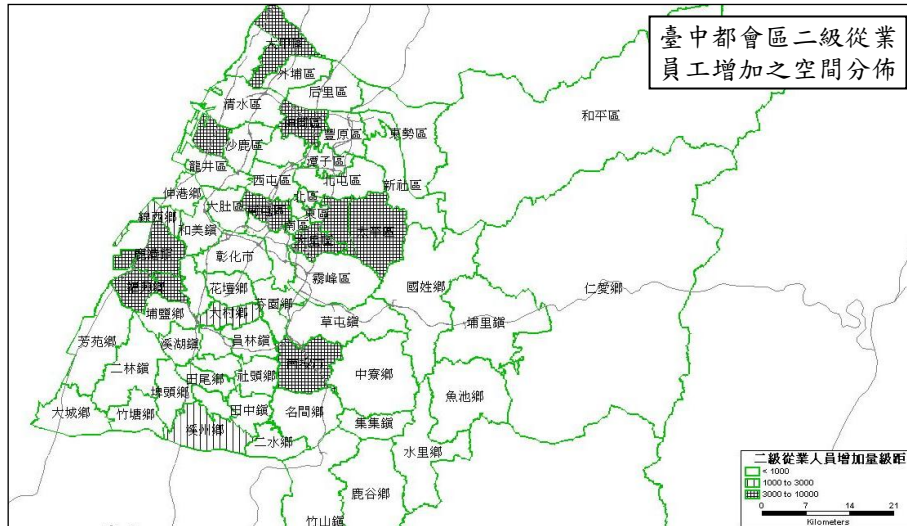 臺中都會區二級從業
員工增加之空間分佈
大甲區
外埔區
后里區
和平區
清水區
神岡區
豐原區
東勢區
沙鹿區
潭子區
龍井區
西屯區
北屯區
新社區
伸港鄉
大肚區
北區
南屯區
東區
線西鄉
和美鎮
南區
大里區
太平區
鹿港鎮
彰化市
霧峰區
國姓鄉
仁愛鄉
福興鄉
花壇鄉
芬園鄉
埔鹽鄉
大村鄉
草屯鎮
埔里鎮
芳苑鄉
溪湖鎮
員林鎮
南投市
二林鎮
田尾鄉
社頭鄉
中寮鄉
魚池鄉
埤頭鄉
大城鄉
竹塘鄉
田中鎮
名間鄉
溪州鄉
二水鄉
集集鎮
水里鄉
鹿谷鄉
竹山鎮
二級從業人員增加量級距
< 1000
1000 to 3000
3000 to 10000
0 7 14 21
Kilometers